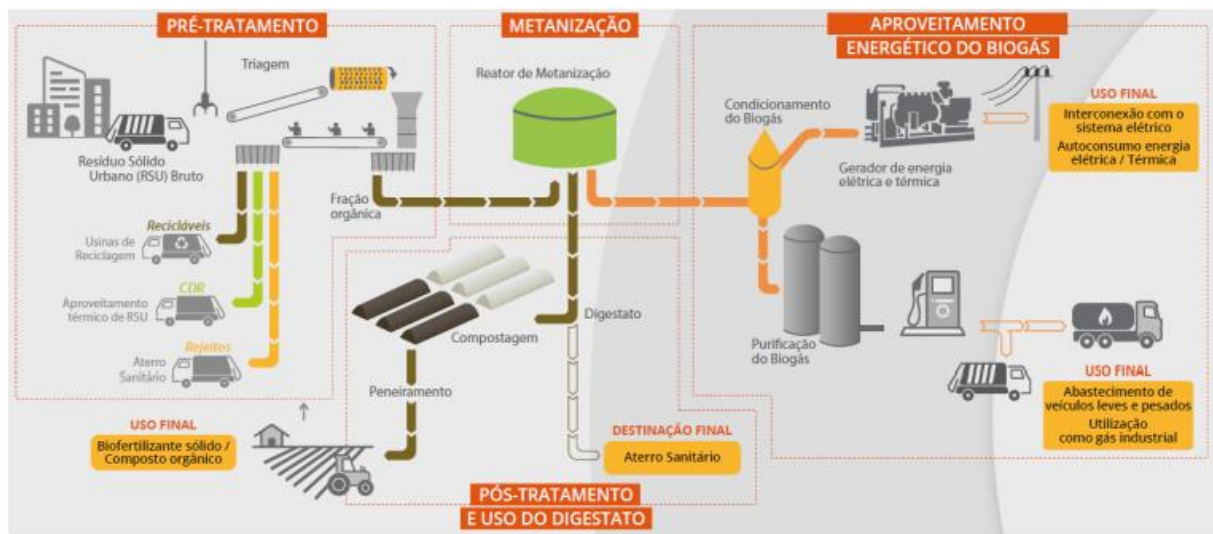 PRÉ-TRATAMENTO
Triagem
Resíduo Sólido
Urbano (RSU) Bruto
Recicláveis
Usinas de
Reciclagem
CDR
Aproveitamento
térmico de RSU
Rejeitos
Aterro
Sanitário
Fração
orgânica
METANIZAÇÃO
Reator de Metanização
APROVEITAMENTO
ENERGÉTICO DO BIOGÁS
Condicionamento
do Biogás
Gerador de energia
elétrica e térmica
USO FINAL
Interconexão com o
sistema elétrico
Autoconsumo energia
elétrica / Térmica
Purificação
do Biogás
USO FINAL
Abastecimento de
veículos leves e pesados
Utilização
como gás industrial
Compostagem
Digestato
Peneiramento
USO FINAL
Biofertilizante sólido /
Composto orgânico
DESTINAÇÃO FINAL
Aterro Sanitário
PÓS-TRATAMENTO
E USO DO DIGESTATO